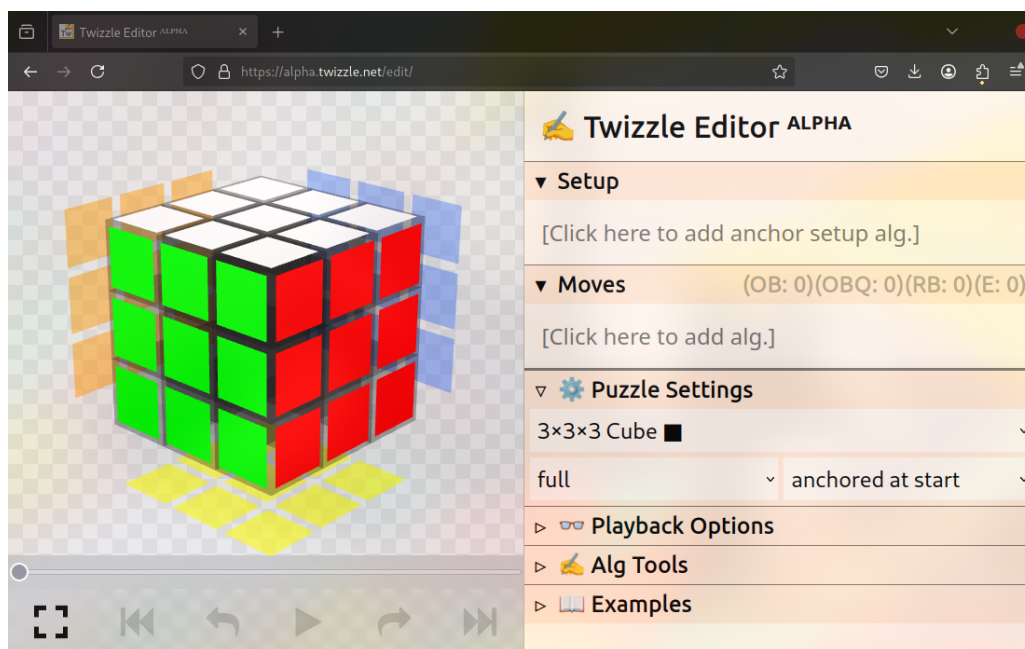 Twizzle Editor ALPHA
https://alpha.twizzle.net/edit/
✍️ Twizzle Editor ALPHA
▼ Setup
[Click here to add anchor setup alg.]
▼ Moves (OB: 0)(OBQ: 0)(RB: 0)(E: 0)
[Click here to add alg.]
▿ ⚙️ Puzzle Settings
3×3×3 Cube ■
full anchored at start
▹ 👓 Playback Options
▹ ✍️ Alg Tools
▹ 📖 Examples